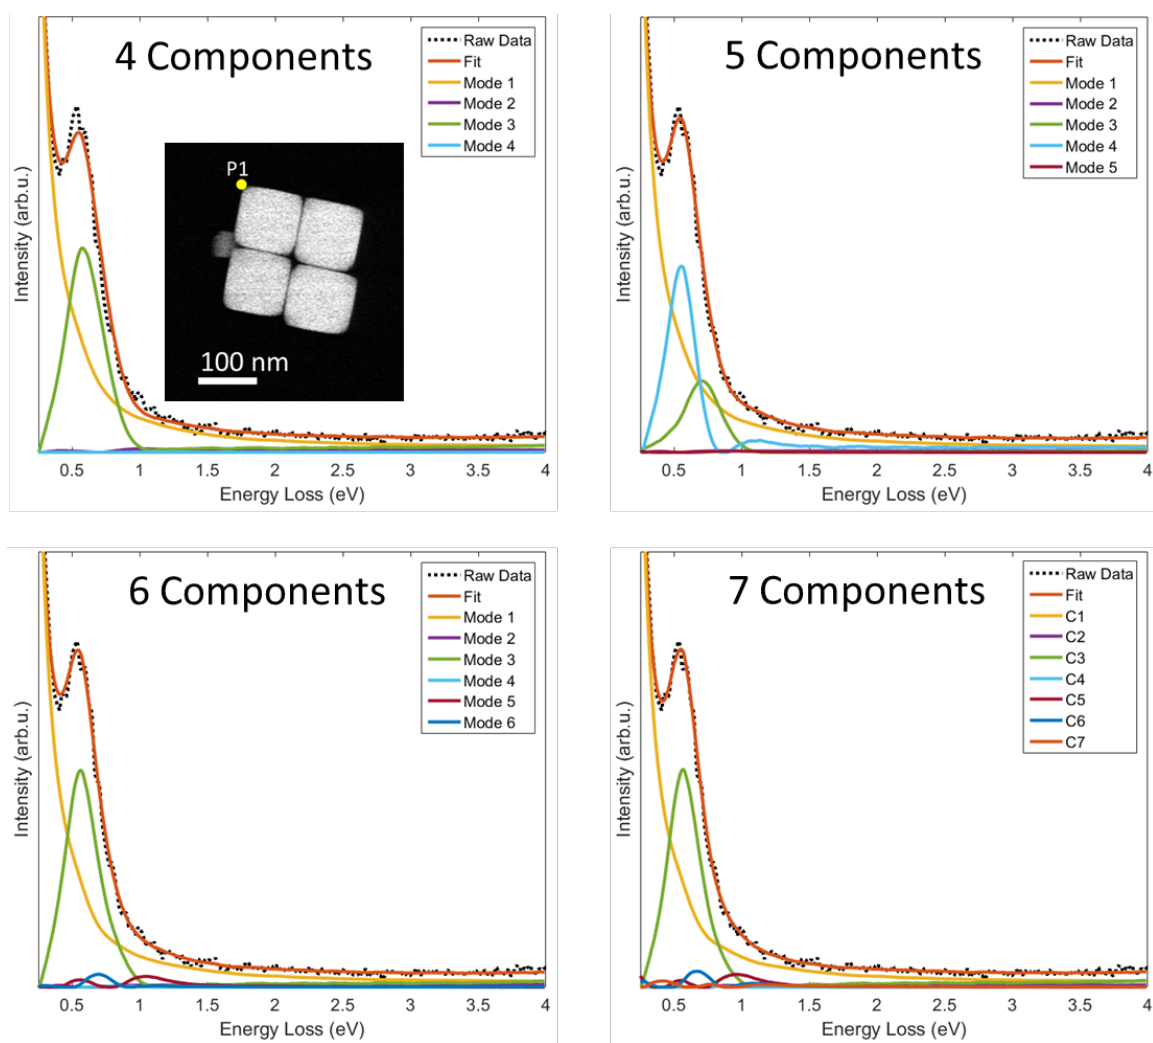 4 Components
Raw Data
Fit
Mode 1
Mode 2
Mode 3
Mode 4
P1
100 nm
Intensity (arb.u.)
0.5 1 1.5 2 2.5 3 3.5 4
Energy Loss (eV)
5 Components
Raw Data
Fit
Mode 1
Mode 2
Mode 3
Mode 4
Mode 5
Intensity (arb.u.)
0.5 1 1.5 2 2.5 3 3.5 4
Energy Loss (eV)
6 Components
Raw Data
Fit
Mode 1
Mode 2
Mode 3
Mode 4
Mode 5
Mode 6
Intensity (arb.u.)
0.5 1 1.5 2 2.5 3 3.5 4
Energy Loss (eV)
7 Components
Raw Data
Fit
C1
C2
C3
C4
C5
C6
C7
Intensity (arb.u.)
0.5 1 1.5 2 2.5 3 3.5 4
Energy Loss (eV)